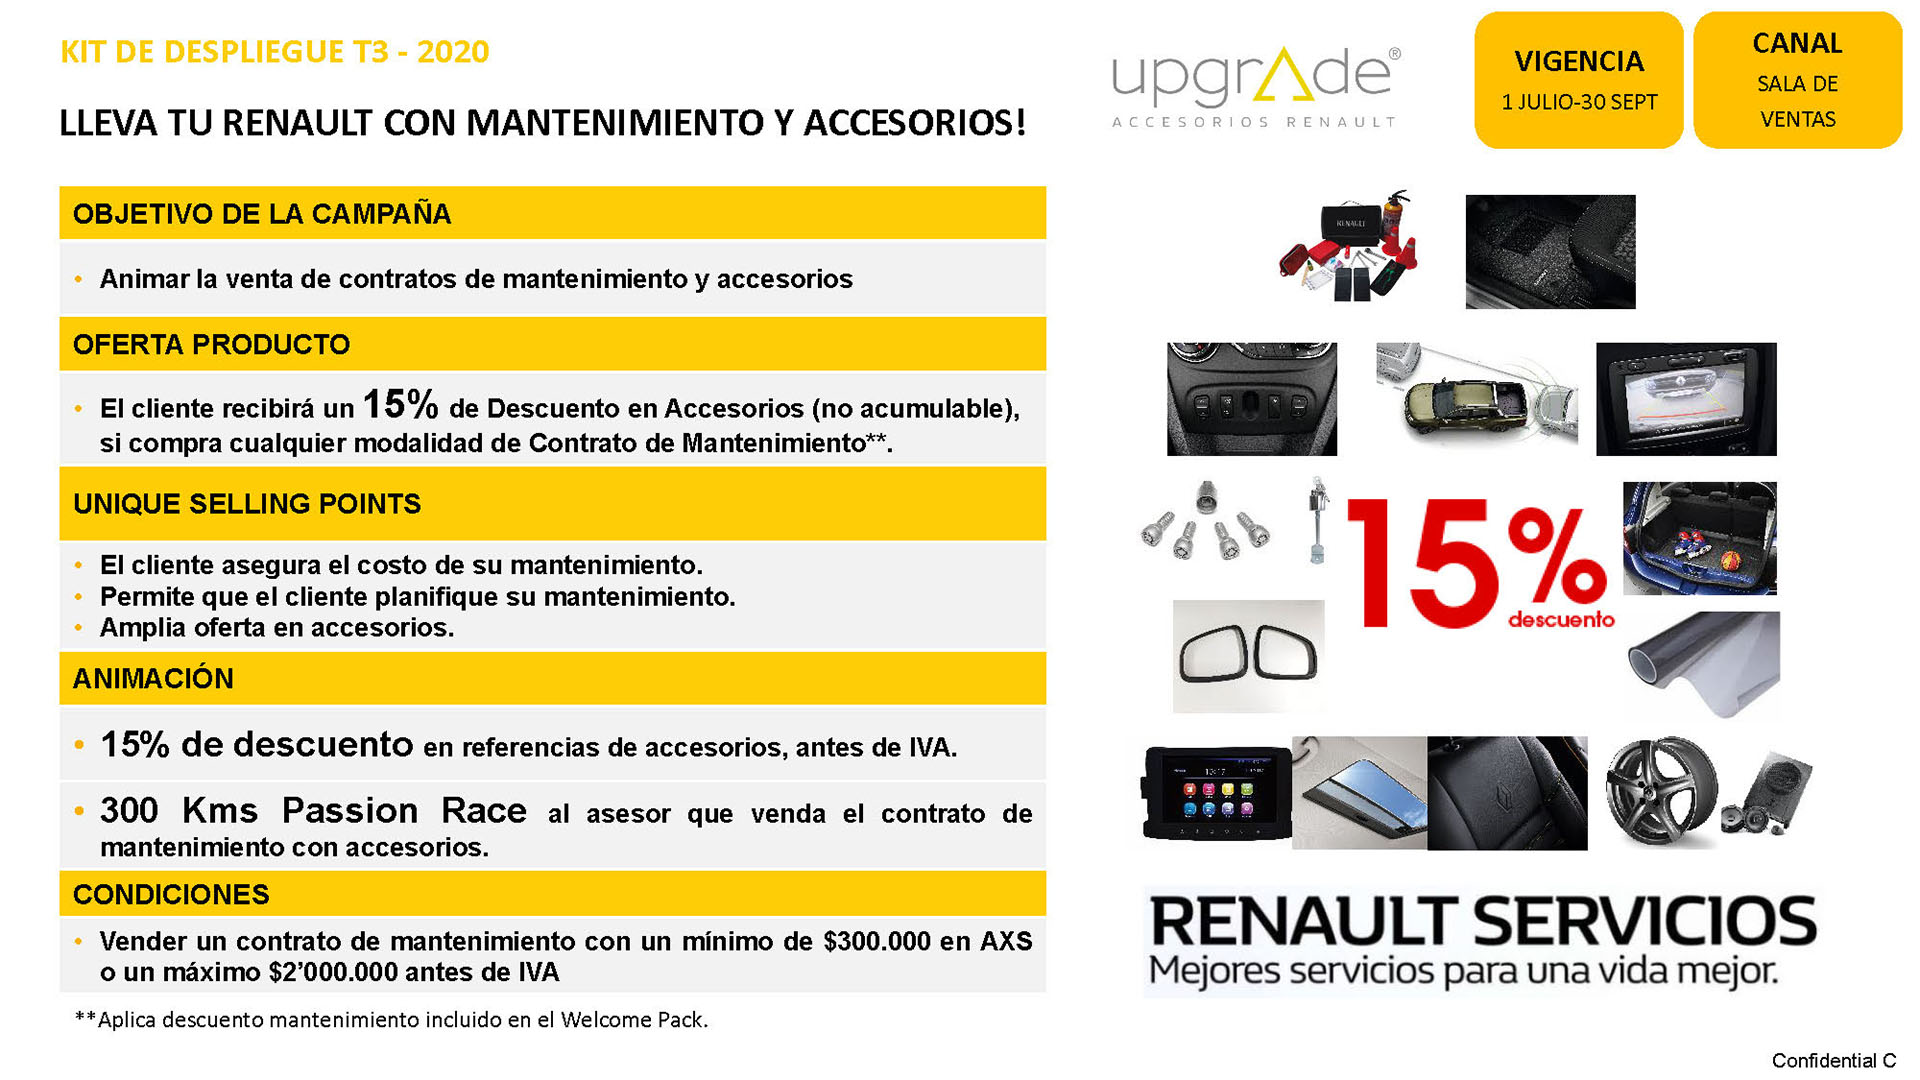 KIT DE DESPLIEGUE T3 - 2020
LLEVA TU RENAULT CON MANTENIMIENTO Y ACCESORIOS!
upgrAde®
ACCESORIOS RENAULT
VIGENCIA
1 JULIO-30 SEPT
CANAL
SALA DE
VENTAS
OBJETIVO DE LA CAMPAÑA
• Animar la venta de contratos de mantenimiento y accesorios
OFERTA PRODUCTO
• El cliente recibirá un 15% de Descuento en Accesorios (no acumulable),
si compra cualquier modalidad de Contrato de Mantenimiento**.
UNIQUE SELLING POINTS
• El cliente asegura el costo de su mantenimiento.
• Permite que el cliente planifique su mantenimiento.
• Amplia oferta en accesorios.
ANIMACIÓN
• 15% de descuento en referencias de accesorios, antes de IVA.
• 300 Kms Passion Race al asesor que venda el contrato de
mantenimiento con accesorios.
CONDICIONES
• Vender un contrato de mantenimiento con un mínimo de $300.000 en AXS
o un máximo $2'000.000 antes de IVA
**Aplica descuento mantenimiento incluido en el Welcome Pack.
RENAULT
15%
descuento
10:17
RENAULT SERVICIOS
Mejores servicios para una vida mejor.
Confidential C